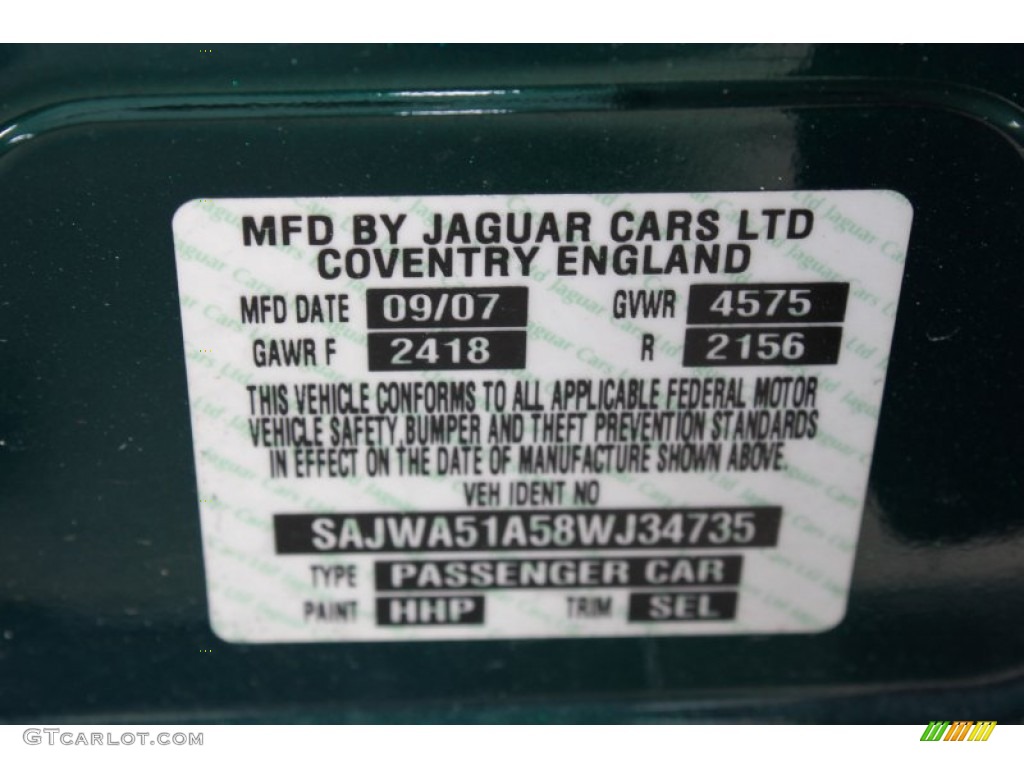 MFD BY JAGUAR CARS LTD
COVENTRY ENGLAND
MFD DATE 09/07 GVWR 4575
GAWR F 2418 R 2156
THIS VEHICLE CONFORMS TO ALL APPLICABLE FEDERAL MOTOR
VEHICLE SAFETY, BUMPER AND THEFT PREVENTION STANDARDS
IN EFFECT ON THE DATE OF MANUFACTURE SHOWN ABOVE.
VEH IDENT NO
SAJWA51A58WJ34735
TYPE PASSENGER CAR
PAINT HHP TRIM SEL
GTCarLot.com